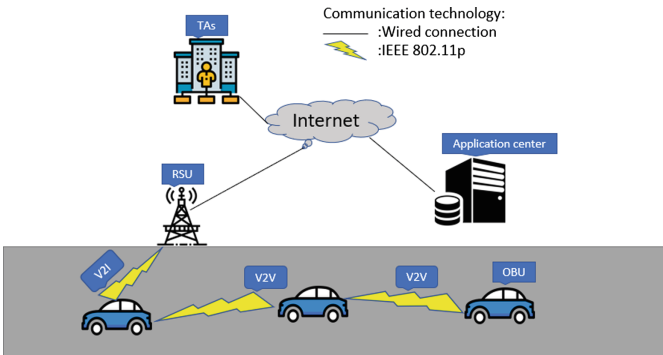 Communication technology:
:Wired connection
:IEEE 802.11p
TAs
Internet
Application center
RSU
V2I
V2V
V2V
OBU